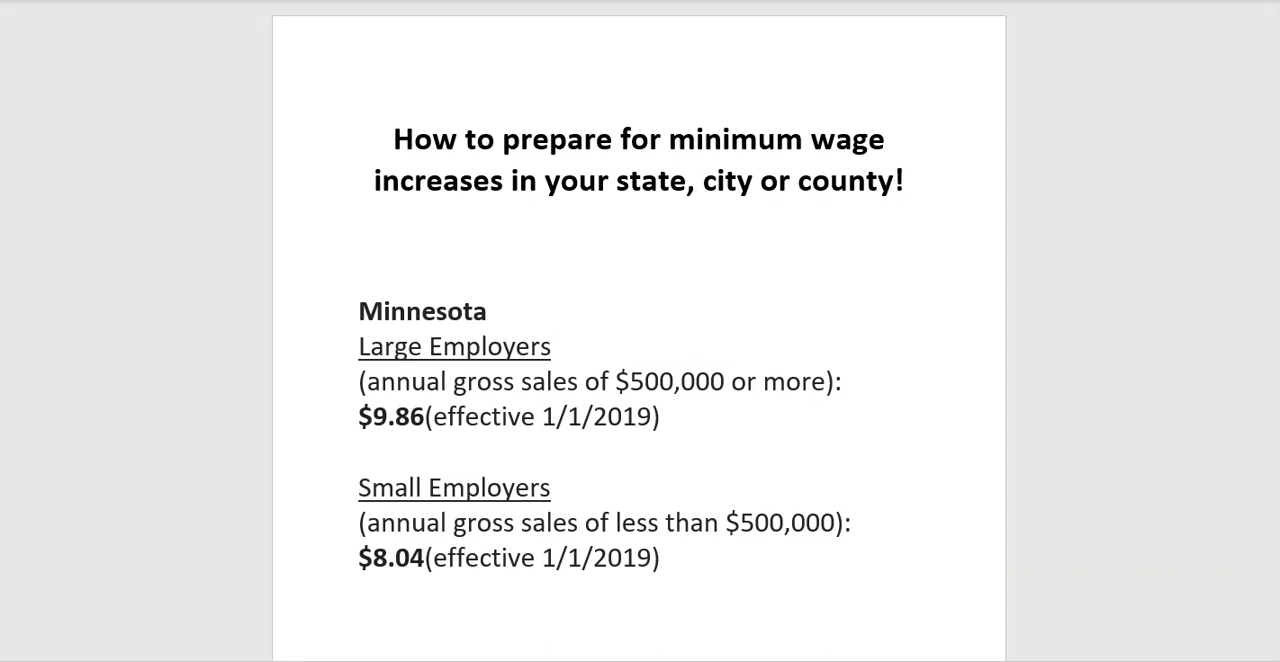 How to prepare for minimum wage
increases in your state, city or county!
Minnesota
Large Employers
(annual gross sales of $500,000 or more):
$9.86(effective 1/1/2019)
Small Employers
(annual gross sales of less than $500,000):
$8.04(effective 1/1/2019)